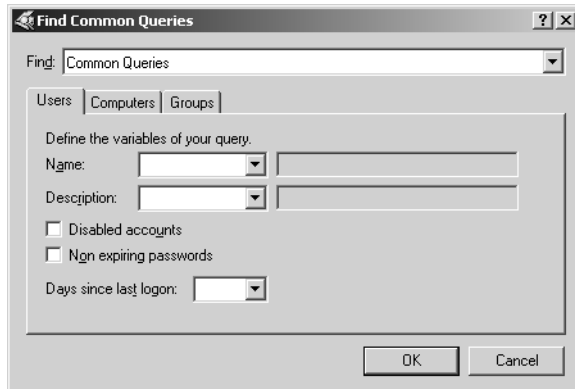 Find Common Queries
Find: Common Queries
Users Computers Groups
Define the variables of your query.
Name:
Description:
Disabled accounts
Non expiring passwords
Days since last logon:
OK Cancel